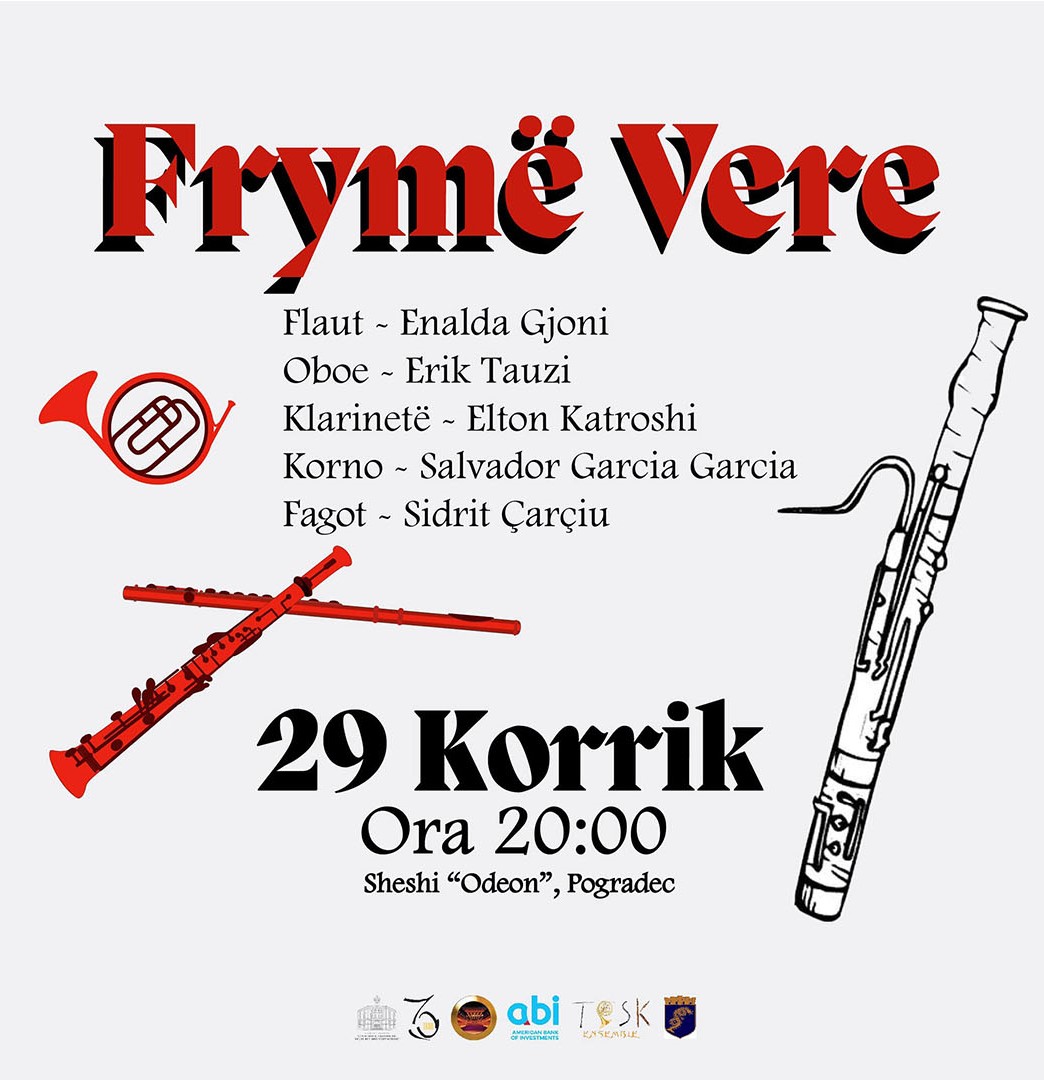 Frymë Vere
Flaut ~ Enalda Gjoni
Oboe ~ Erik Tauzi
Klarinetë ~ Elton Katroshi
Korno ~ Salvador Garcia Garcia
Fagot ~ Sidrit Çarçiu
29 Korrik
Ora 20:00
Sheshi “Odeon”, Pogradec
abi
AMERICAN BANK
OF INVESTMENTS
TOSK
ENSEMBLE